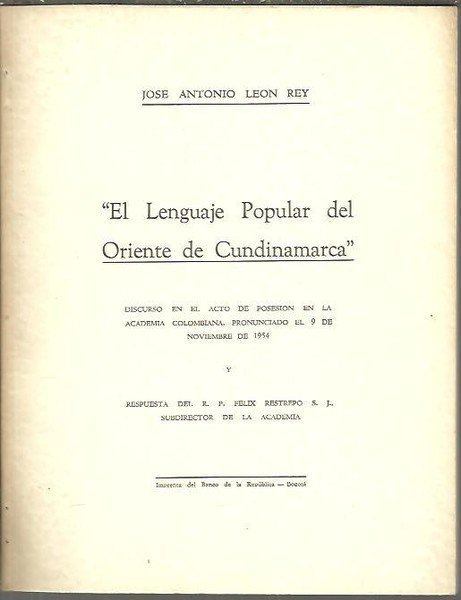 JOSE ANTONIO LEON REY
"El Lenguaje Popular del
Oriente de Cundinamarca"
DISCURSO EN EL ACTO DE POSESION EN LA
ACADEMIA COLOMBIANA, PRONUNCIADO EL 9 DE
NOVIEMBRE DE 1954
Y
RESPUESTA DEL R. P. FELIX RESTREPO S. J.,
SUBDIRECTOR DE LA ACADEMIA
Imprenta del Banco de la República — Bogotá